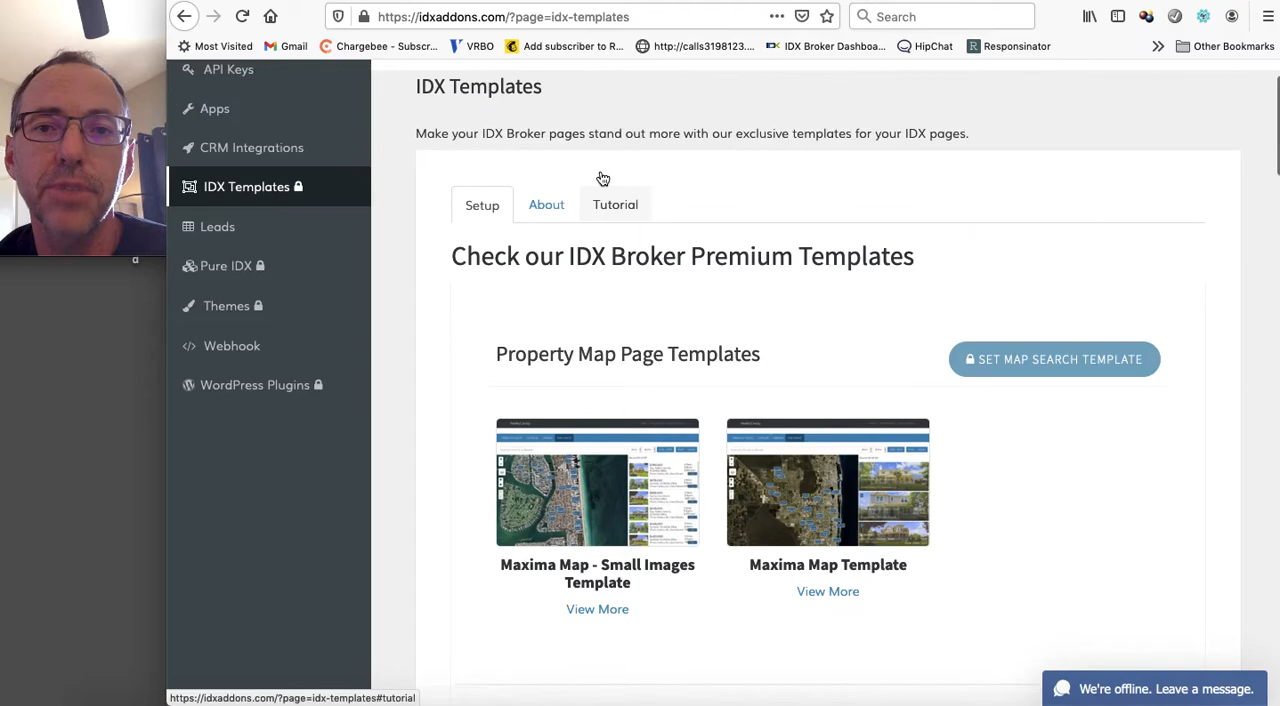 https://idxaddons.com/?page=idx-templates
Search
Most Visited
Gmail
Chargebee - Subscr...
VRBO
Add subscriber to R...
http://calls3198123....
IDX Broker Dashboa...
HipChat
Responsinator
Other Bookmarks
API Keys
Apps
CRM Integrations
IDX Templates
Leads
Pure IDX
Themes
Webhook
WordPress Plugins
IDX Templates
Make your IDX Broker pages stand out more with our exclusive templates for your IDX pages.
Setup
About
Tutorial
Check our IDX Broker Premium Templates
Property Map Page Templates
SET MAP SEARCH TEMPLATE
Maxima Map - Small Images
Template
View More
Maxima Map Template
View More
https://idxaddons.com/?page=idx-templates#tutorial
We're offline. Leave a message.